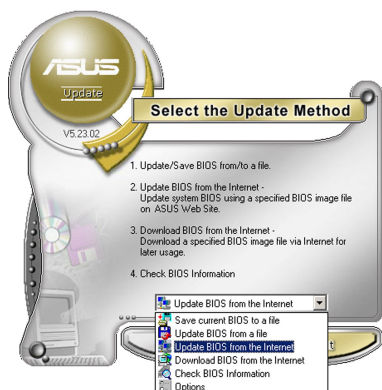 ASUS
Update
Select the Update Method
V5.23.02
1. Update/Save BIOS from/to a file.
2. Update BIOS from the Internet -
Update system BIOS using a specified BIOS image file
on ASUS Web Site.
3. Download BIOS from the Internet -
Download a specified BIOS image file via Internet for
later usage.
4. Check BIOS Information
Update BIOS from the Internet
Save current BIOS to a file
Update BIOS from a file
Update BIOS from the Internet
Download BIOS from the Internet
Check BIOS Information
Options